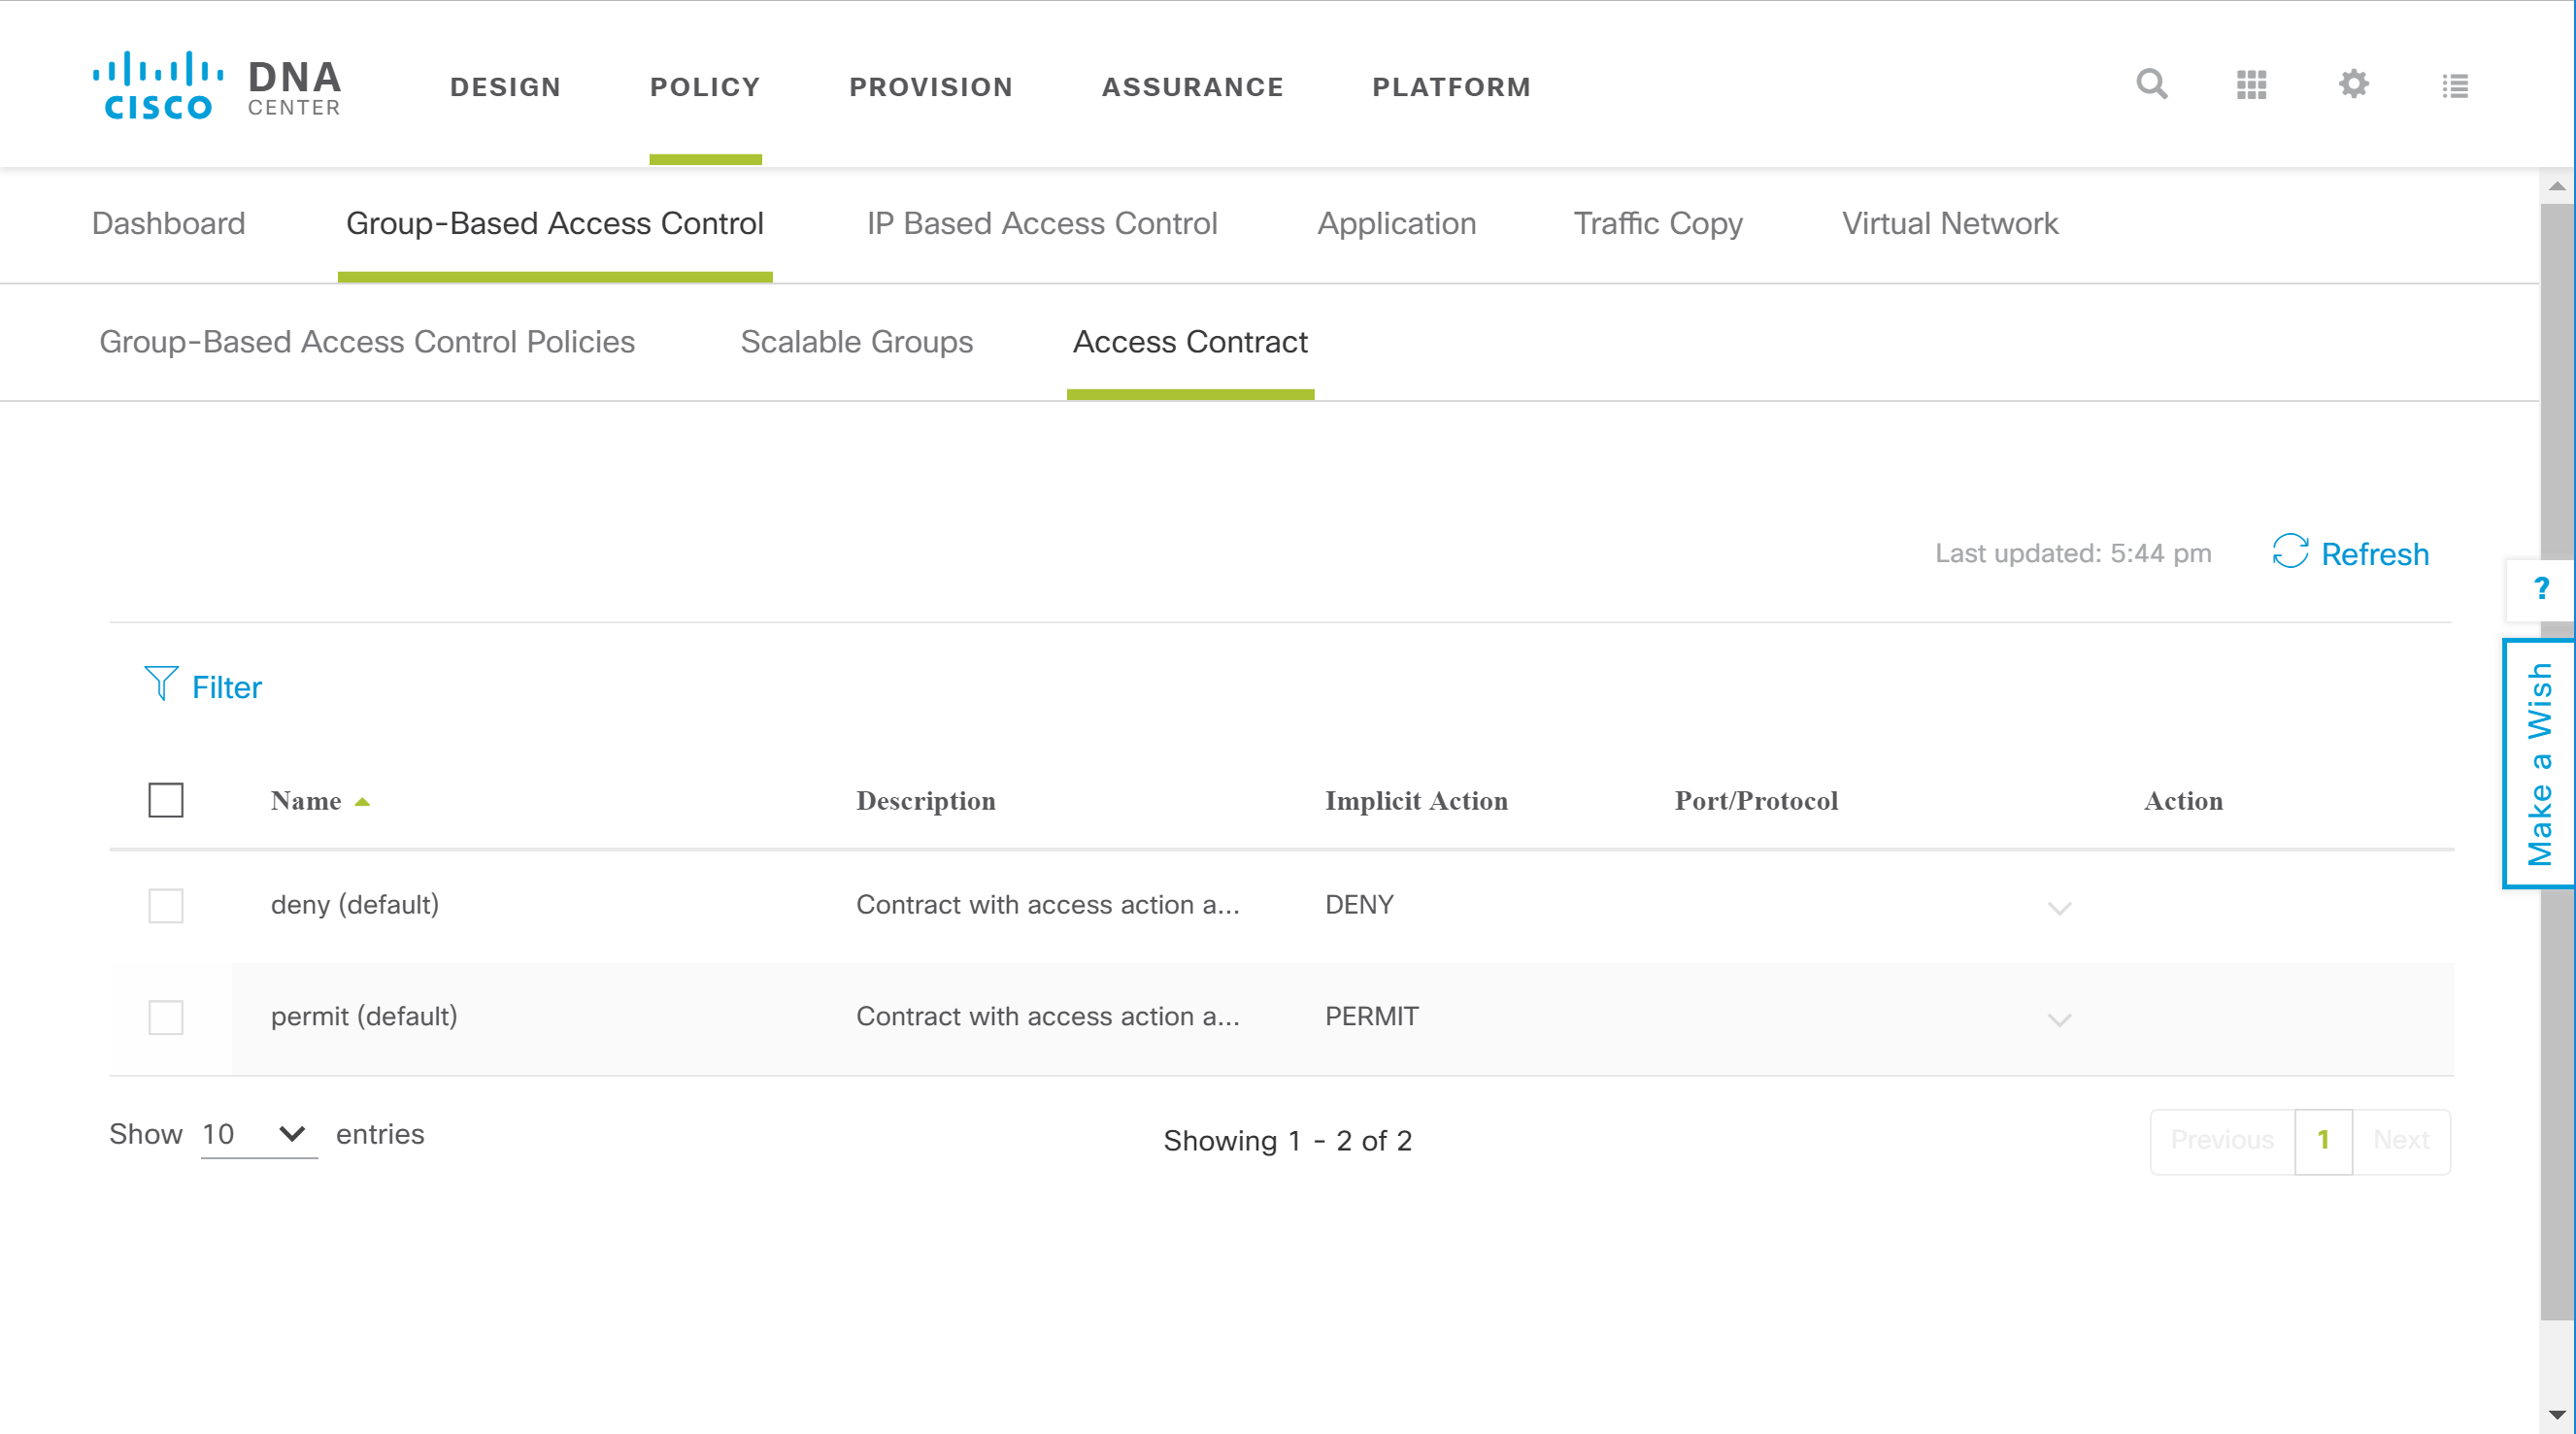 CISCO DNA CENTER DESIGN POLICY PROVISION ASSURANCE PLATFORM
Dashboard Group-Based Access Control IP Based Access Control Application Traffic Copy Virtual Network
Group-Based Access Control Policies Scalable Groups Access Contract
Last updated: 5:44 pm Refresh
?
Make a Wish
Filter
Name Description Implicit Action Port/Protocol Action
deny (default) Contract with access action a... DENY
permit (default) Contract with access action a... PERMIT
Show 10 entries Showing 1 - 2 of 2 Previous 1 Next